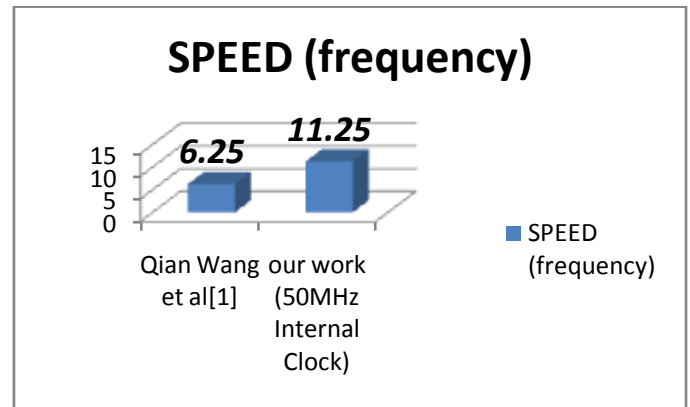 SPEED (frequency)
6.25
11.25
15
10
5
0
Qian Wang
et al[1]
our work
(50MHz
Internal
Clock)
SPEED
(frequency)